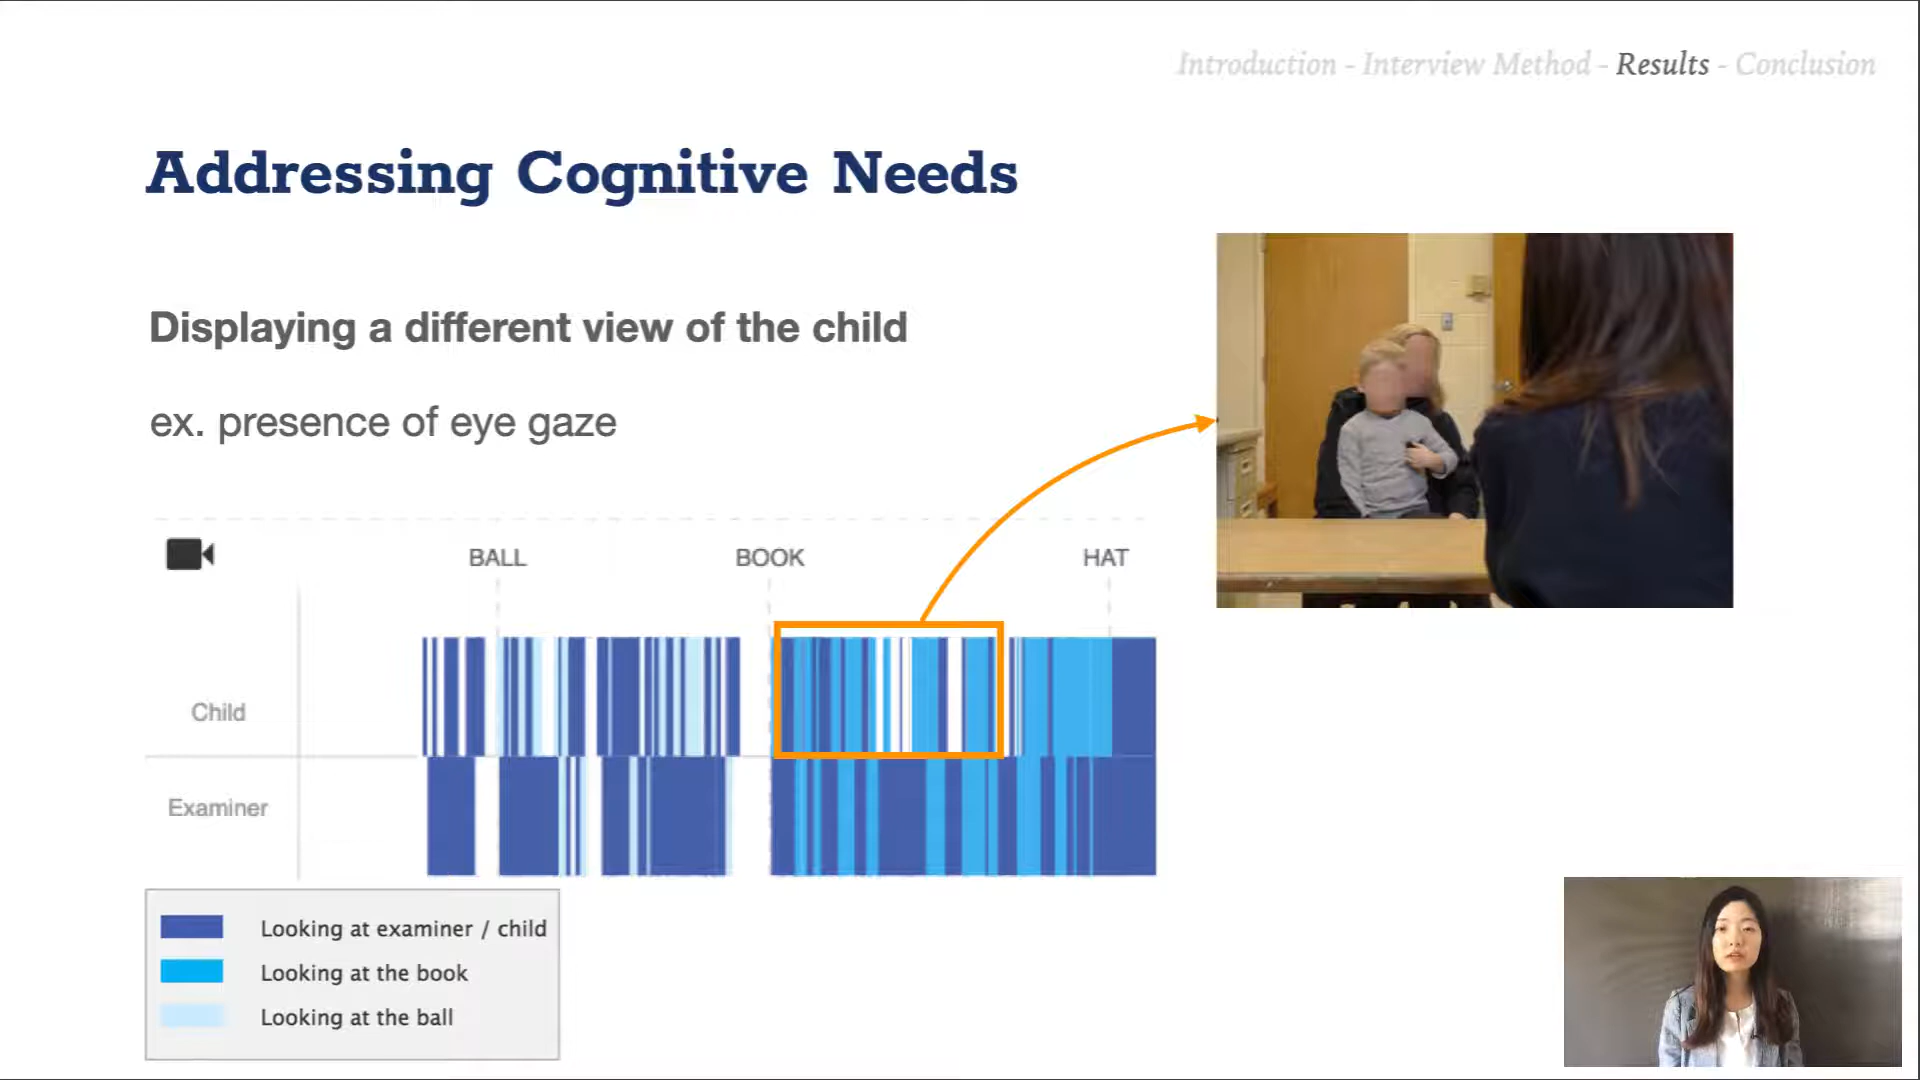 Introduction - Interview Method - Results - Conclusion
Addressing Cognitive Needs
Displaying a different view of the child
ex. presence of eye gaze
BALL BOOK HAT
Child
Examiner
Looking at examiner / child
Looking at the book
Looking at the ball